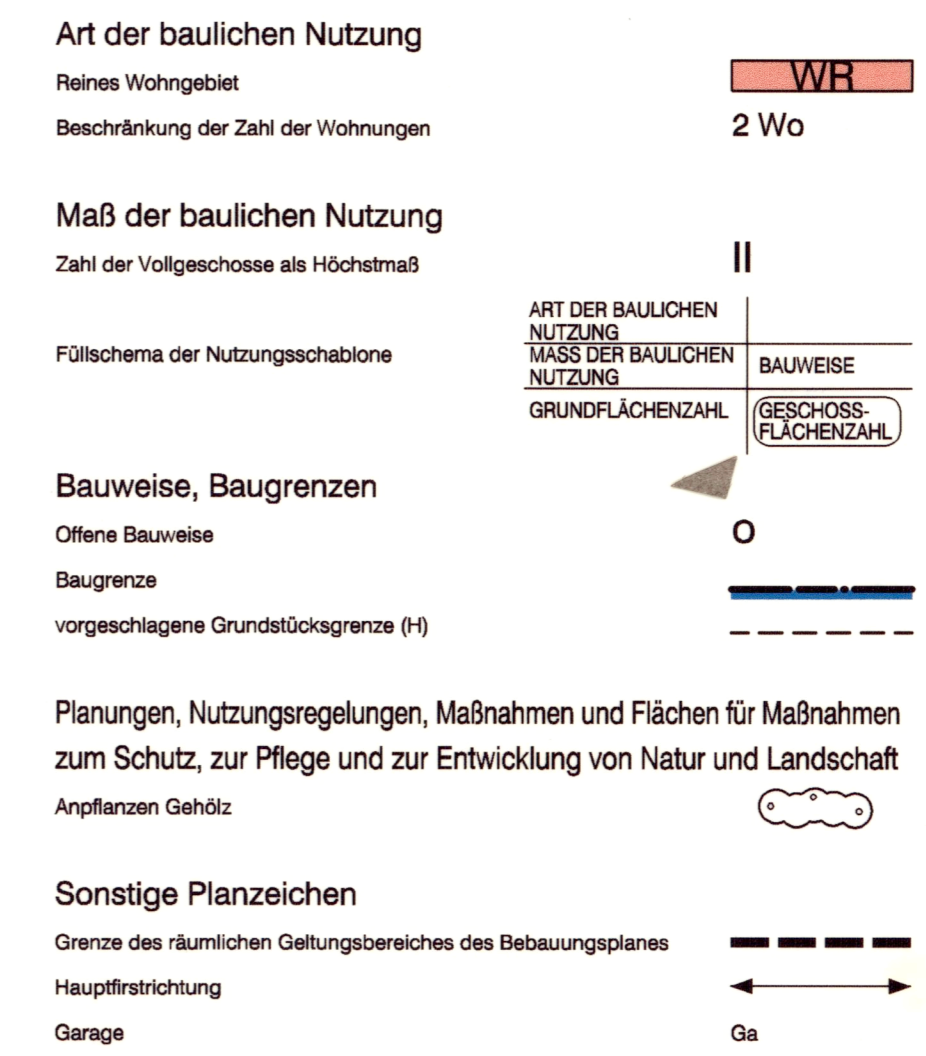 Art der baulichen Nutzung
Reines Wohngebiet WR
Beschränkung der Zahl der Wohnungen 2 Wo
Maß der baulichen Nutzung
Zahl der Vollgeschosse als Höchstmaß II
ART DER BAULICHEN
NUTZUNG
Füllschema der Nutzungsschablone
MASS DER BAULICHEN
NUTZUNG
BAUWEISE
GRUNDFLÄCHENZAHL
GESCHOSS-
FLÄCHENZAHL
Bauweise, Baugrenzen
Offene Bauweise O
Baugrenze
vorgeschlagene Grundstücksgrenze (H)
Planungen, Nutzungsregelungen, Maßnahmen und Flächen für Maßnahmen
zum Schutz, zur Pflege und zur Entwicklung von Natur und Landschaft
Anpflanzen Gehölz
Sonstige Planzeichen
Grenze des räumlichen Geltungsbereiches des Bebauungsplanes
Hauptfirstrichtung
Garage Ga